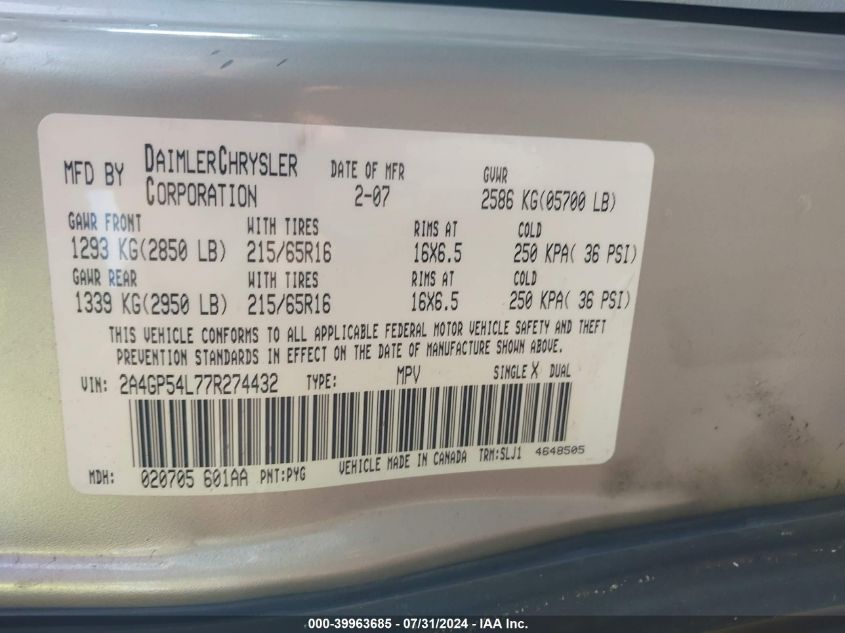 MFD BY DAIMLERCHRYSLER CORPORATION DATE OF MFR 2-07 GVWR 2586 KG(05700 LB)
GAWR FRONT WITH TIRES RIMS AT COLD
1293 KG(2850 LB) 215/65R16 16X6.5 250 KPA( 36 PSI)
GAWR REAR WITH TIRES RIMS AT COLD
1339 KG(2950 LB) 215/65R16 16X6.5 250 KPA( 36 PSI)
THIS VEHICLE CONFORMS TO ALL APPLICABLE FEDERAL MOTOR VEHICLE SAFETY AND THEFT
PREVENTION STANDARDS IN EFFECT ON THE DATE OF MANUFACTURE SHOWN ABOVE.
VIN: 2A4GP54L77R274432 TYPE: MPV SINGLE X DUAL
MDH: 020705 601AA PNT:PYG VEHICLE MADE IN CANADA TRM:SLJ1 4648505
000-39963685 - 07/31/2024 - IAA Inc.